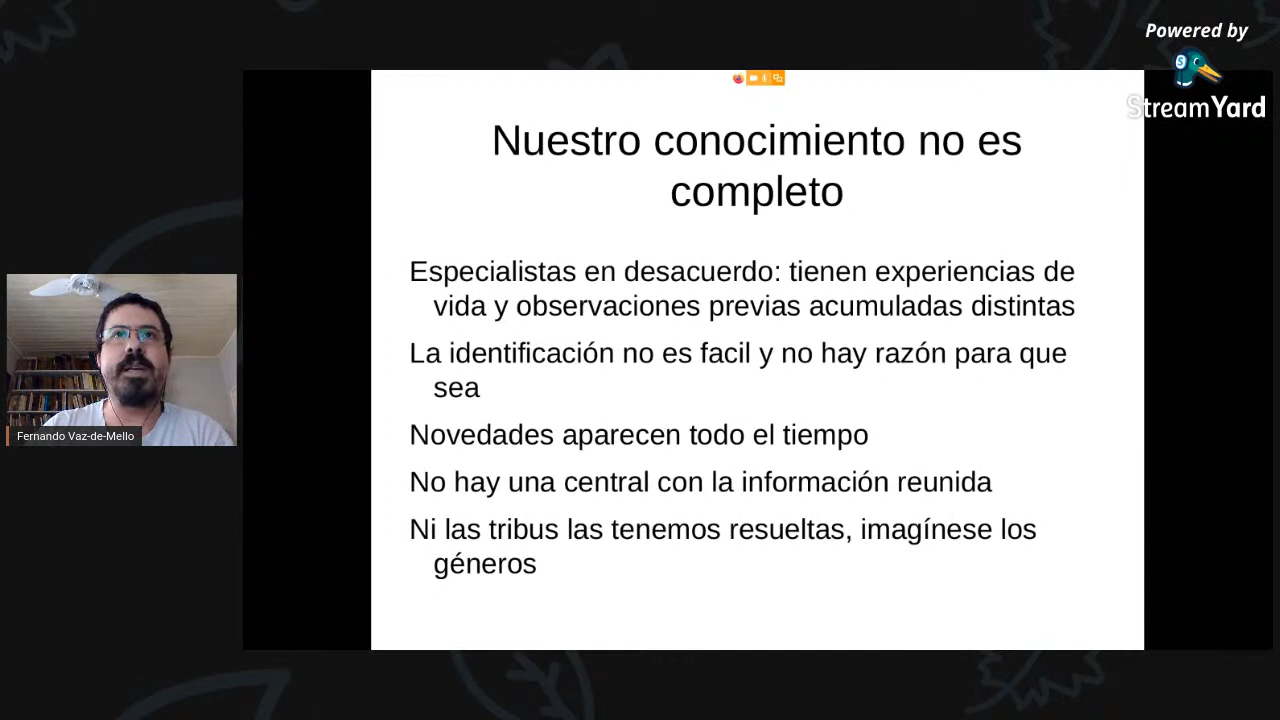 Powered by
StreamYard
Nuestro conocimiento no es
completo
Especialistas en desacuerdo: tienen experiencias de
vida y observaciones previas acumuladas distintas
La identificación no es facil y no hay razón para que
sea
Novedades aparecen todo el tiempo
No hay una central con la información reunida
Ni las tribus las tenemos resueltas, imagínese los
géneros
Fernando Vaz-de-Mello